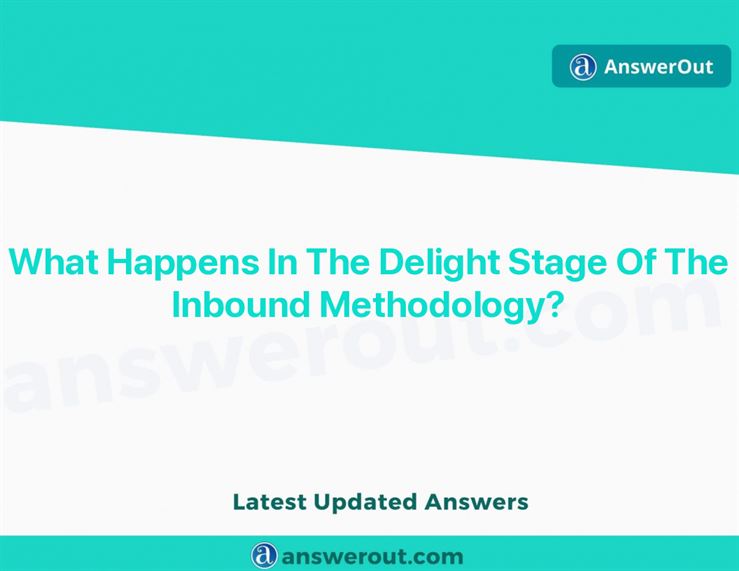 AnswerOut
What Happens In The Delight Stage Of The
Inbound Methodology?
answerout.com
Latest Updated Answers
answerout.com